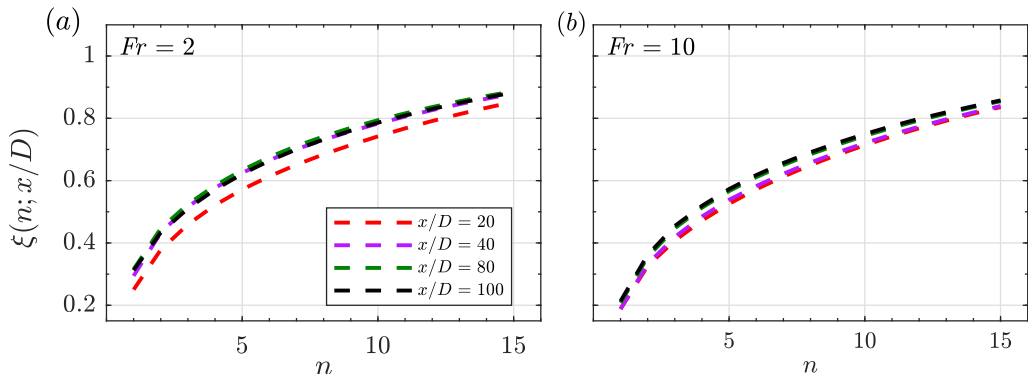 (a)
Fr = 2
1
0.8
0.6
0.4
0.2
ξ(n; x/D)
x/D = 20
x/D = 40
x/D = 80
x/D = 100
5
10
15
n
(b)
Fr = 10
5
10
15
n